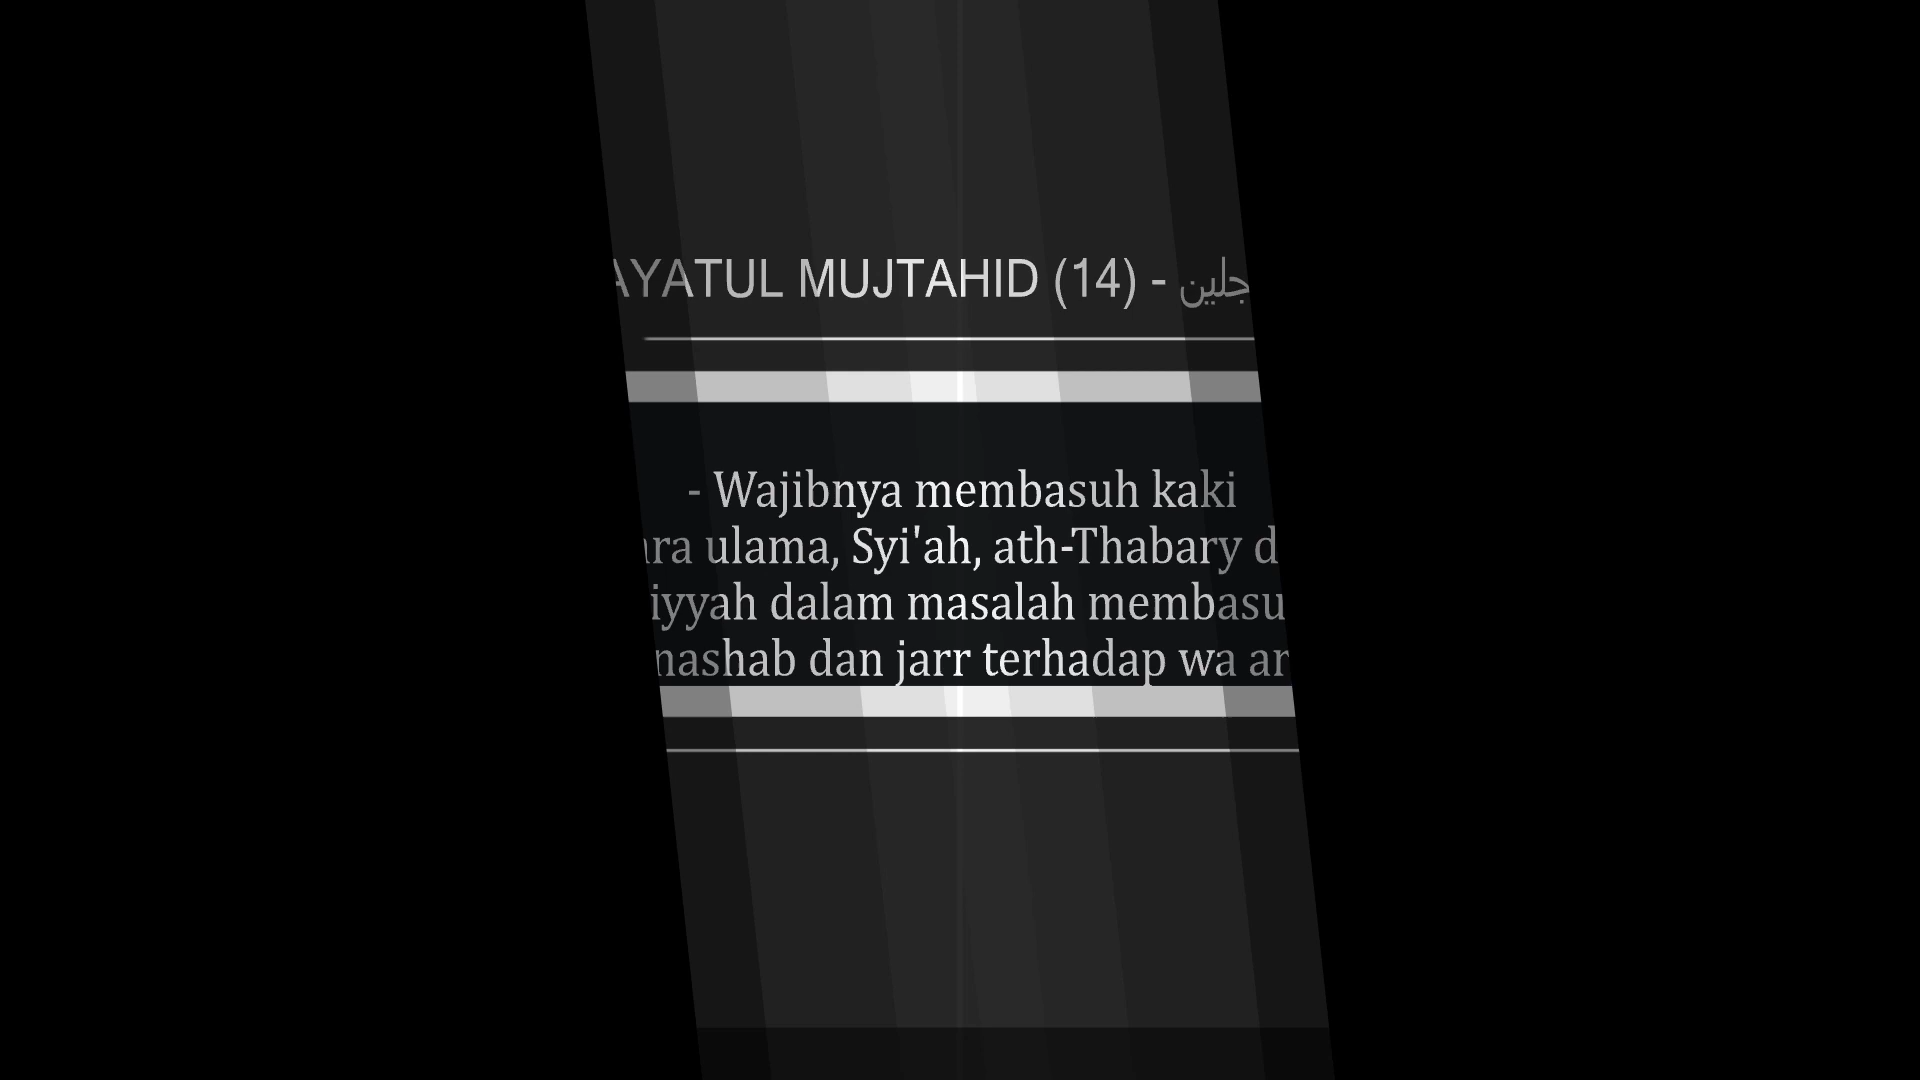 AYATUL MUJTAHID (14) - جلين
- Wajibnya membasuh kaki
ra ulama, Syi'ah, ath-Thabary d
iyyah dalam masalah membasu
nashab dan jarr terhadap wa ar